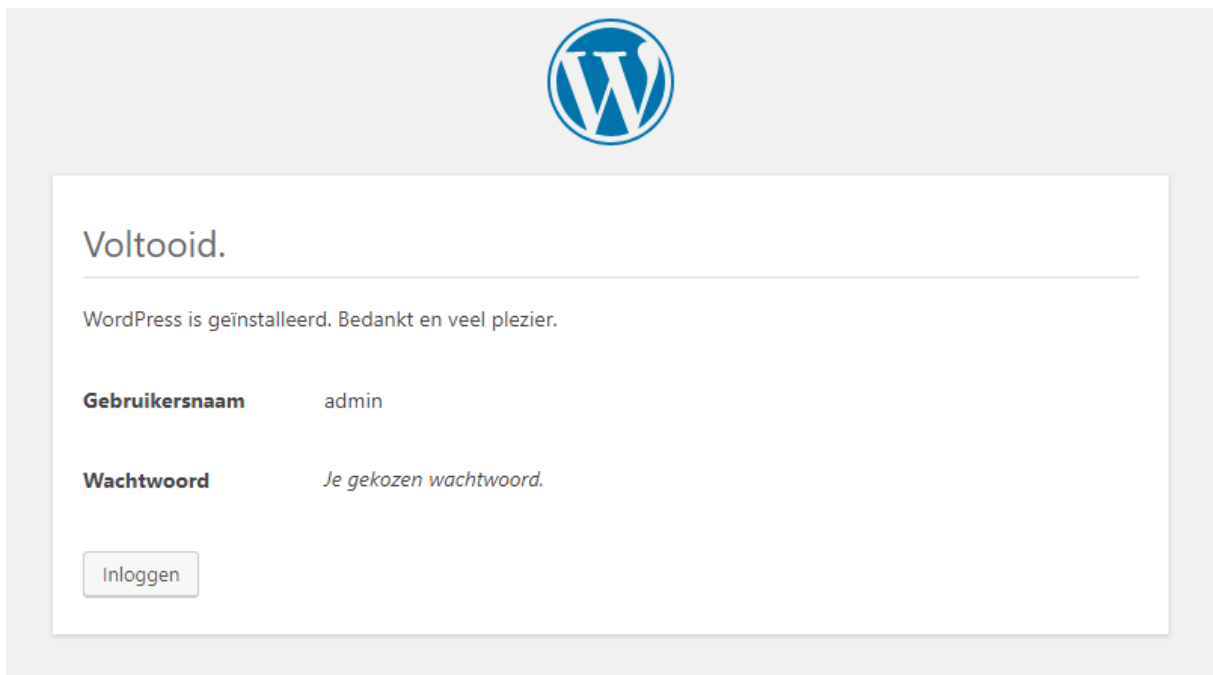 Voltooid.
WordPress is geïnstalleerd. Bedankt en veel plezier.
Gebruikersnaam admin
Wachtwoord Je gekozen wachtwoord.
Inloggen